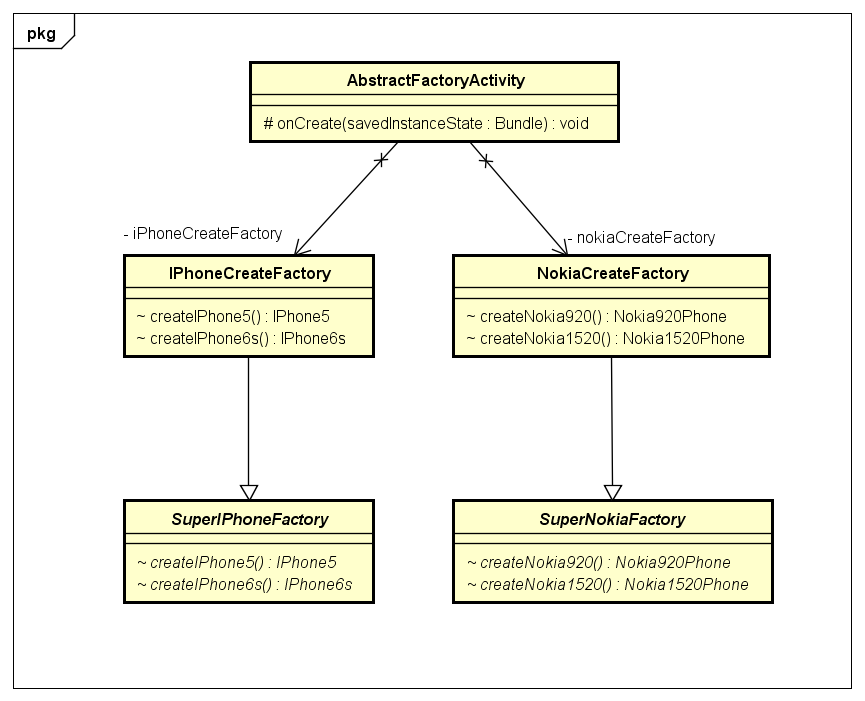 pkg
AbstractFactoryActivity
# onCreate(savedInstanceState : Bundle) : void
- iPhoneCreateFactory
- nokiaCreateFactory
IPhoneCreateFactory
~ createIPhone5() : IPhone5
~ createIPhone6s() : IPhone6s
NokiaCreateFactory
~ createNokia920() : Nokia920Phone
~ createNokia1520() : Nokia1520Phone
SuperIPhoneFactory
~ createIPhone5() : IPhone5
~ createIPhone6s() : IPhone6s
SuperNokiaFactory
~ createNokia920() : Nokia920Phone
~ createNokia1520() : Nokia1520Phone